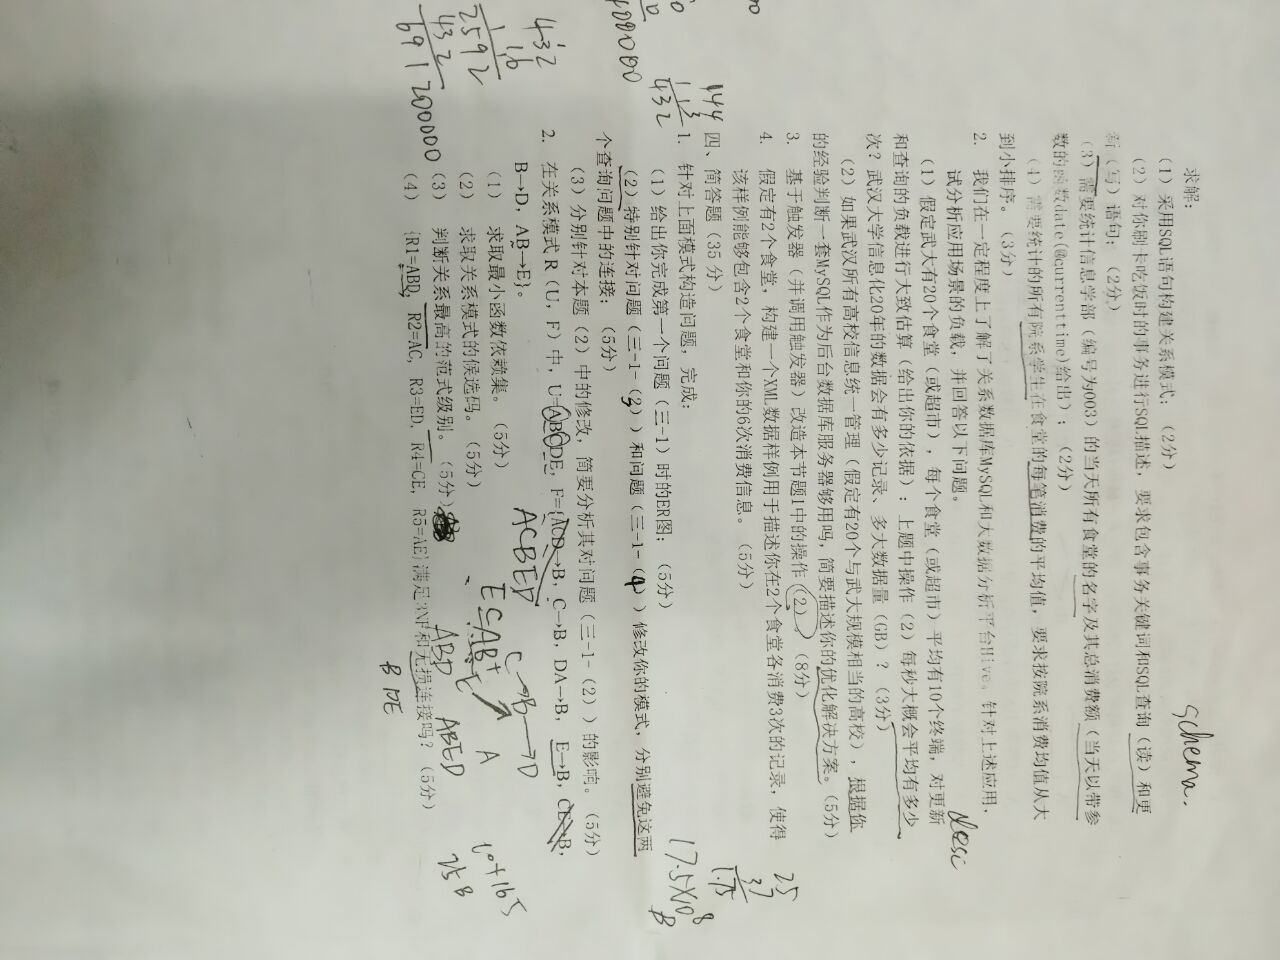 schema.
求解:
(1) 采用SQL语句构建关系模式; (2分)
(2) 对你刷卡吃饭时的事务进行SQL描述, 要求包含事务关键词和SQL查询 (读) 和更
新 (写) 语句; (2分)
(3) 需要统计信息学部 (编号为003) 的当天所有食堂的名字及其总消费额 (当天以带参
数的函数date(@currenttime)给出); (2分)
(4) 需要统计的所有院系学生在食堂的每笔消费的平均值, 要求按院系消费均值从大
到小排序。(3分)
2. 我们在一定程度上了解了关系数据库MySQL和大数据分析平台Hive。针对上述应用,
试分析应用场景的负载, 并回答以下问题。
desc
(1) 假定武大有20个食堂 (或超市), 每个食堂 (或超市) 平均有10个终端, 对更新
和查询的负载进行大致估算 (给出你的依据): 上题中操作 (2) 每秒大概会平均有多少
次? 武汉大学信息化20年的数据会有多少记录、多大数据量 (GB) ? (3分)
(2) 如果武汉所有高校信息统一管理 (假定有20个与武大规模相当的高校), 根据你
的经验判断一套MySQL作为后台数据库服务器够用吗, 简要描述你的优化解决方案。(5分)
3. 基于触发器 (并调用触发器) 改造本节题1中的操作 (2) (8分)
4. 假定有2个食堂, 构建一个XML数据样例用于描述你在2个食堂各消费3次的记录, 使得
该样例能够包含2个食堂和你的6次消费信息。(5分)
25
37
1.75
17.5×10⁸
B
144
113
432
400000
四、简答题 (35 分)
1. 针对上面模式构造问题, 完成:
(1) 给出你完成第一个问题 (三-1) 时的ER图; (5分)
(2) 特别针对问题 (三-1-(3)) 和问题 (三-1-(4)) 修改你的模式, 分别避免这两
个查询问题中的连接; (5分)
(3) 分别针对本题 (2) 中的修改, 简要分析其对问题 (三-1-(2)) 的影响。(5分)
2. 在关系模式 R (U, F) 中, U=ABCDE, F={ACD→B, C→B, DA→B, E→B, CE→B,
B→D, AB→E}。
ACBED
C→B→D
E
A
(1) 求取最小函数依赖集。(5分)
(2) 求取关系模式的候选码。(5分)
(3) 判断关系最高的范式级别。(5分)
ABD
ABED
(4) {R1=ABD, R2=AC, R3=ED, R4=CE, R5=AE}满足3NF和无损连接吗? (5分)
B DE
432
16
2592
432
691200000
25B